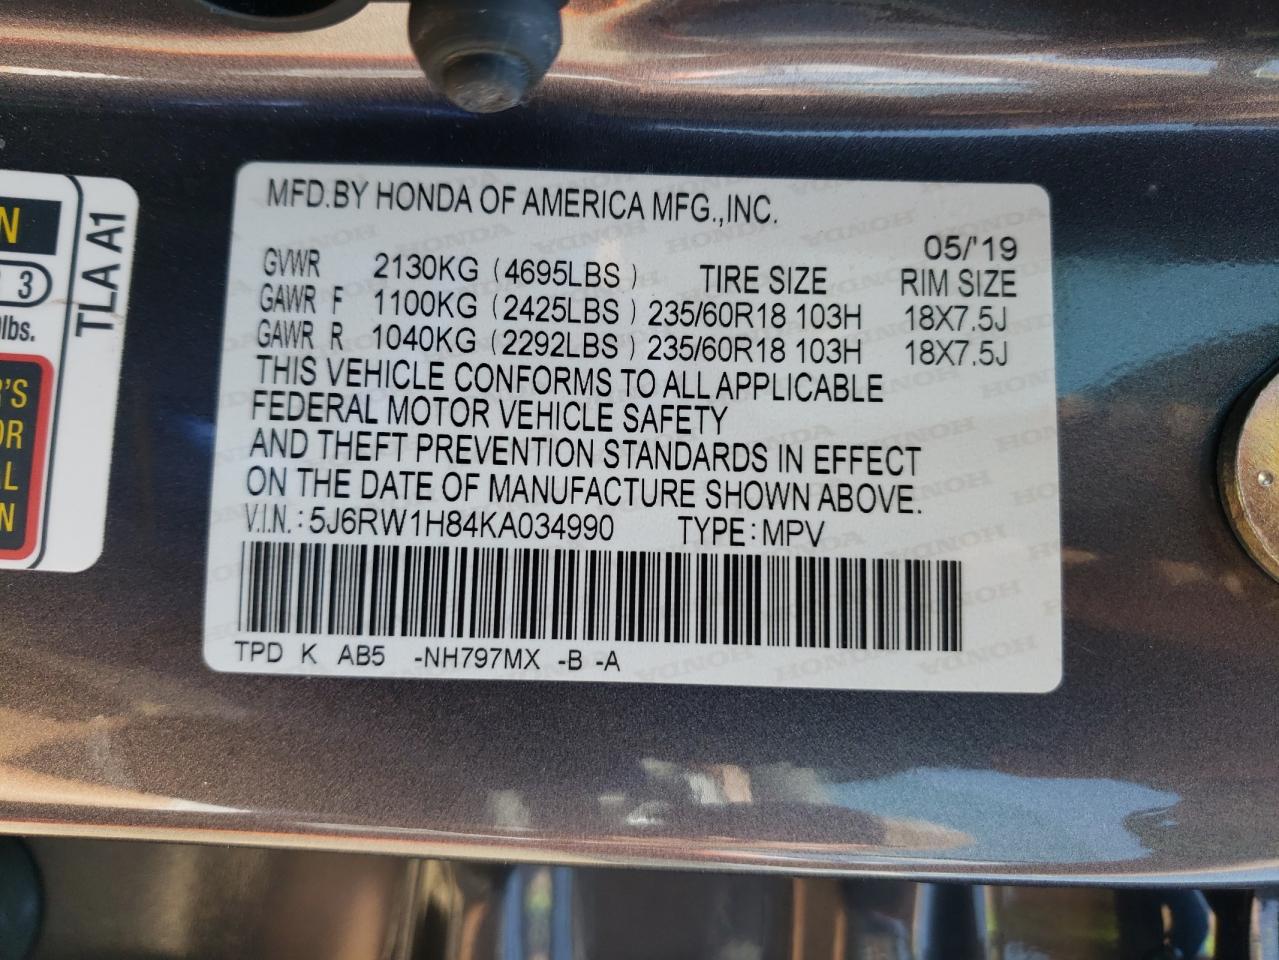 MFD.BY HONDA OF AMERICA MFG.,INC.
05/'19
GVWR 2130KG (4695LBS) TIRE SIZE RIM SIZE
GAWR F 1100KG (2425LBS) 235/60R18 103H 18X7.5J
GAWR R 1040KG (2292LBS) 235/60R18 103H 18X7.5J
THIS VEHICLE CONFORMS TO ALL APPLICABLE
FEDERAL MOTOR VEHICLE SAFETY
AND THEFT PREVENTION STANDARDS IN EFFECT
ON THE DATE OF MANUFACTURE SHOWN ABOVE.
V.I.N.: 5J6RW1H84KA034990 TYPE: MPV
TPD K AB5 -NH797MX -B -A
TLA A1
N
3
lbs.
'S
OR
L
N